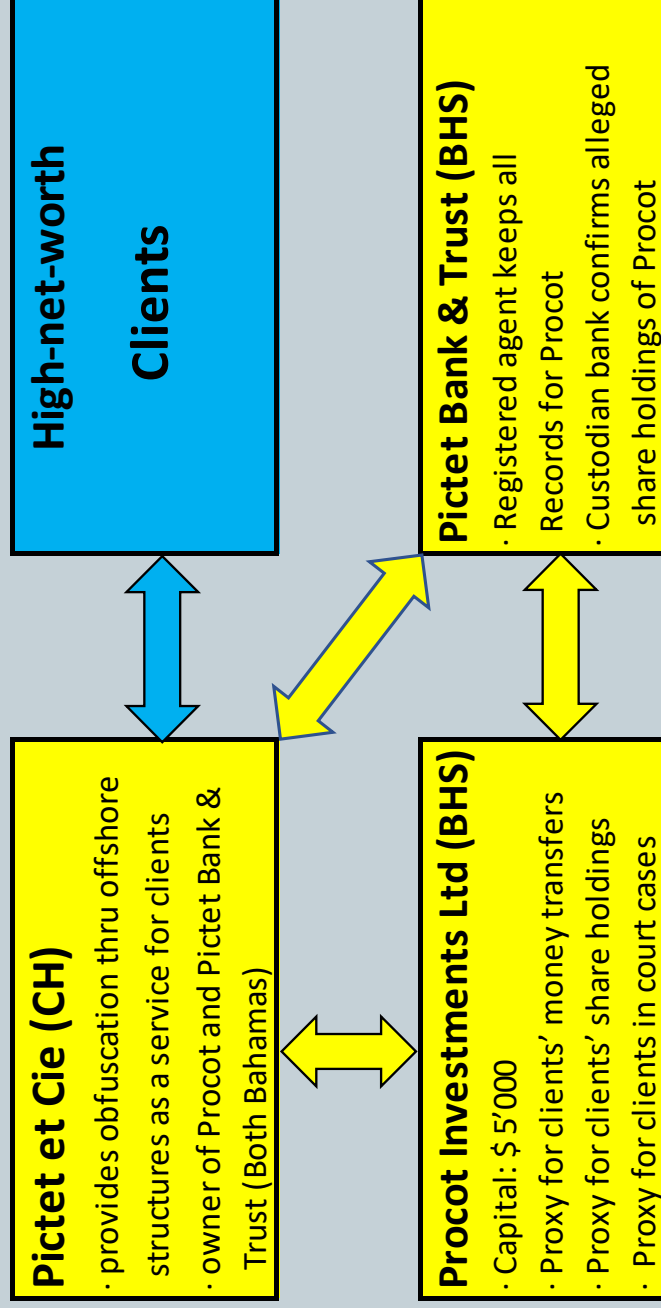 Pictet et Cie (CH)
· provides obfuscation thru offshore
structures as a service for clients
· owner of Procot and Pictet Bank &
Trust (Both Bahamas)
High-net-worth
Clients
Procot Investments Ltd (BHS)
· Capital: $ 5’000
· Proxy for clients’ money transfers
· Proxy for clients’ share holdings
· Proxy for clients in court cases
Pictet Bank & Trust (BHS)
· Registered agent keeps all
Records for Procot
· Custodian bank confirms alleged
share holdings of Procot